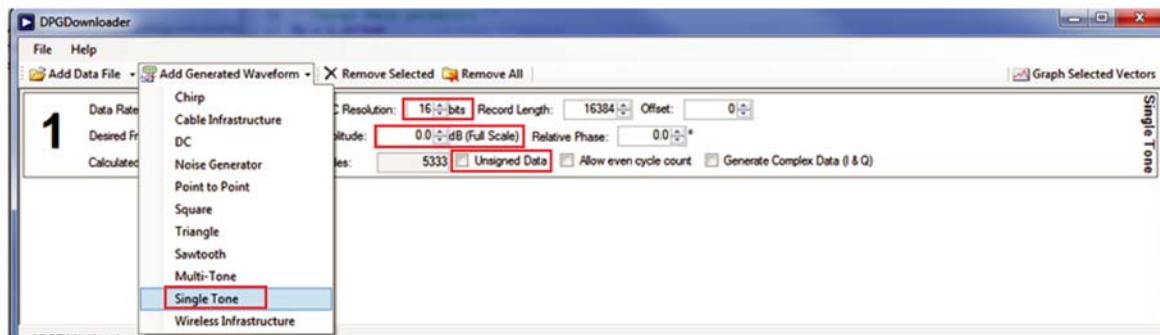 DPGDownloader
File Help
Add Data File Add Generated Waveform Remove Selected Remove All Graph Selected Vectors
1
Data Rate C Resolution: 16 bits Record Length: 16384 Offset: 0
Desired Fr litude: 0.0 dB (Full Scale) Relative Phase: 0.0 °
Calculated les: 5333 Unsigned Data Allow even cycle count Generate Complex Data (I & Q)
Single Tone
Chirp
Cable Infrastructure
DC
Noise Generator
Point to Point
Square
Triangle
Sawtooth
Multi-Tone
Single Tone
Wireless Infrastructure